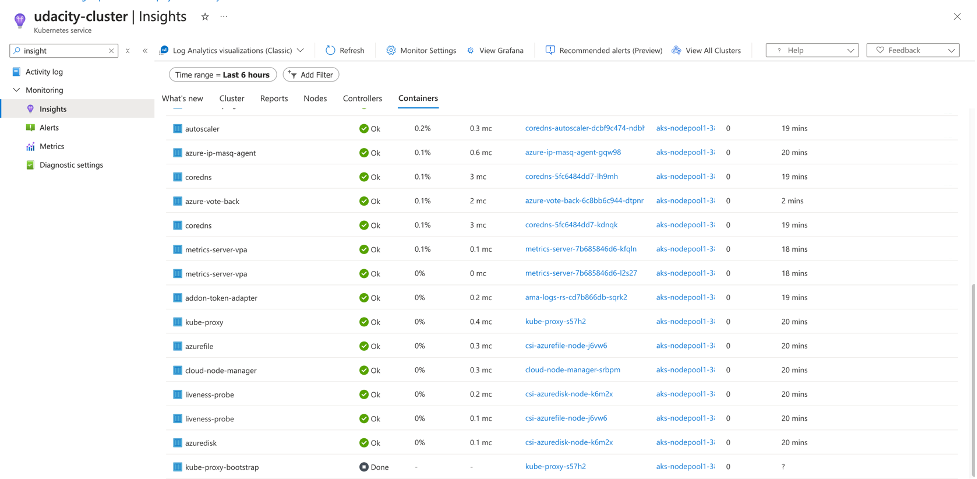 udacity-cluster | Insights
Kubernetes service
insight
Log Analytics visualizations (Classic) Refresh Monitor Settings View Grafana Recommended alerts (Preview) View All Clusters Help Feedback
Activity log
Monitoring
Insights
Alerts
Metrics
Diagnostic settings
Time range = Last 6 hours Add Filter
What's new Cluster Reports Nodes Controllers Containers
autoscaler Ok 0.2% 0.3 mc coredns-autoscaler-dcbf9c474-ndbl aks-nodepool1-3 0 19 mins
azure-ip-masq-agent Ok 0.1% 0.6 mc azure-ip-masq-agent-gqw98 aks-nodepool1-3 0 20 mins
coredns Ok 0.1% 3 mc coredns-5fc6484dd7-lh9mh aks-nodepool1-3 0 19 mins
azure-vote-back Ok 0.1% 2 mc azure-vote-back-6c8bb6c944-dtpnr aks-nodepool1-3 0 2 mins
coredns Ok 0.1% 3 mc coredns-5fc6484dd7-kdnqk aks-nodepool1-3 0 19 mins
metrics-server-vpa Ok 0.1% 0.1 mc metrics-server-7b685846d6-kfqln aks-nodepool1-3 0 18 mins
metrics-server-vpa Ok 0% 0 mc metrics-server-7b685846d6-l2s27 aks-nodepool1-3 0 18 mins
addon-token-adapter Ok 0% 0.2 mc ama-logs-rs-cd7b866db-sqrk2 aks-nodepool1-3 0 19 mins
kube-proxy Ok 0% 0.4 mc kube-proxy-s57h2 aks-nodepool1-3 0 20 mins
azurefile Ok 0% 0.3 mc csi-azurefile-node-j6vw6 aks-nodepool1-3 0 20 mins
cloud-node-manager Ok 0% 0.3 mc cloud-node-manager-srbpm aks-nodepool1-3 0 20 mins
liveness-probe Ok 0% 0.2 mc csi-azuredisk-node-k6m2x aks-nodepool1-3 0 20 mins
liveness-probe Ok 0% 0.1 mc csi-azurefile-node-j6vw6 aks-nodepool1-3 0 20 mins
azuredisk Ok 0% 0.1 mc csi-azuredisk-node-k6m2x aks-nodepool1-3 0 20 mins
kube-proxy-bootstrap Done - - kube-proxy-s57h2 aks-nodepool1-3 0 ?